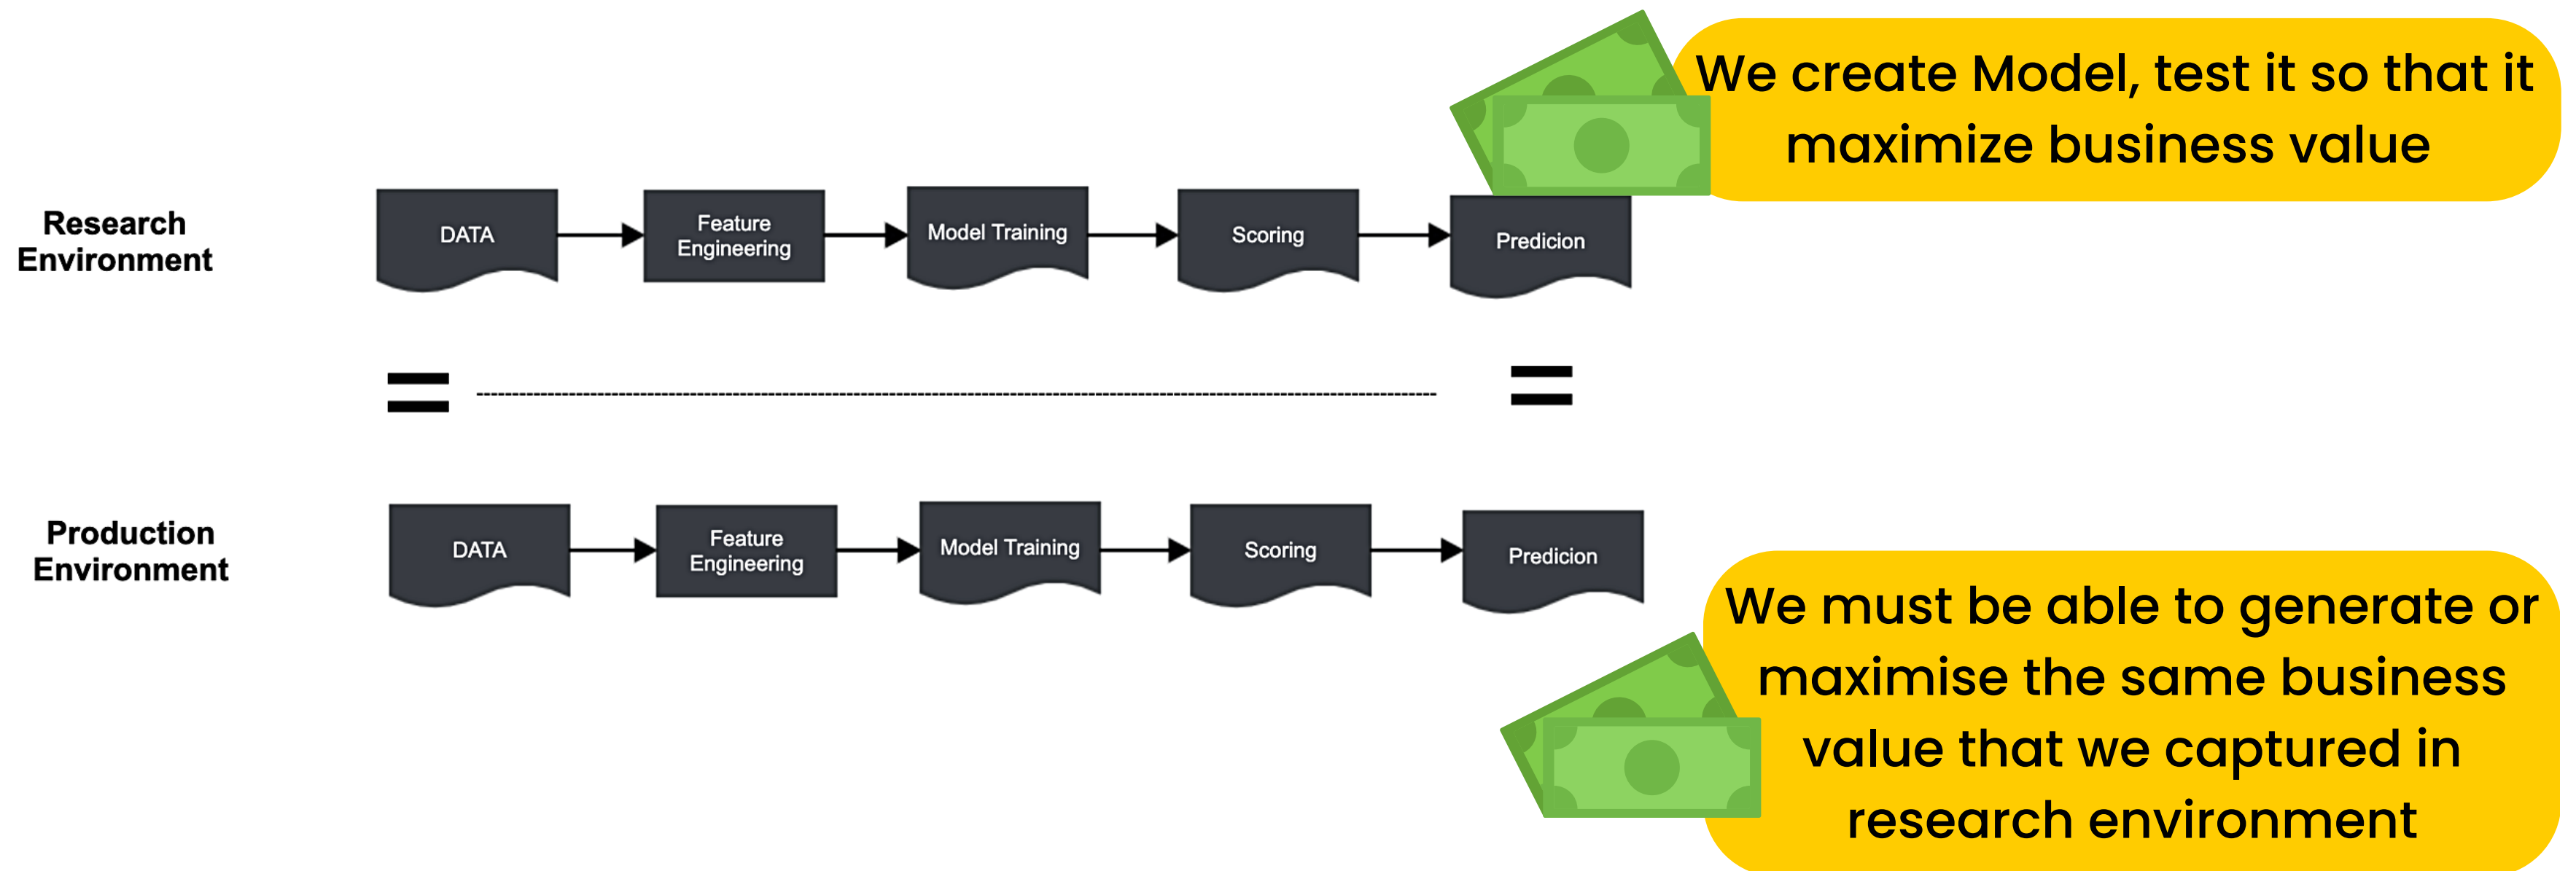 We create Model, test it so that it
maximize business value
Research
Environment
DATA
Feature
Engineering
Model Training
Scoring
Predicion
Production
Environment
DATA
Feature
Engineering
Model Training
Scoring
Predicion
We must be able to generate or
maximise the same business
value that we captured in
research environment